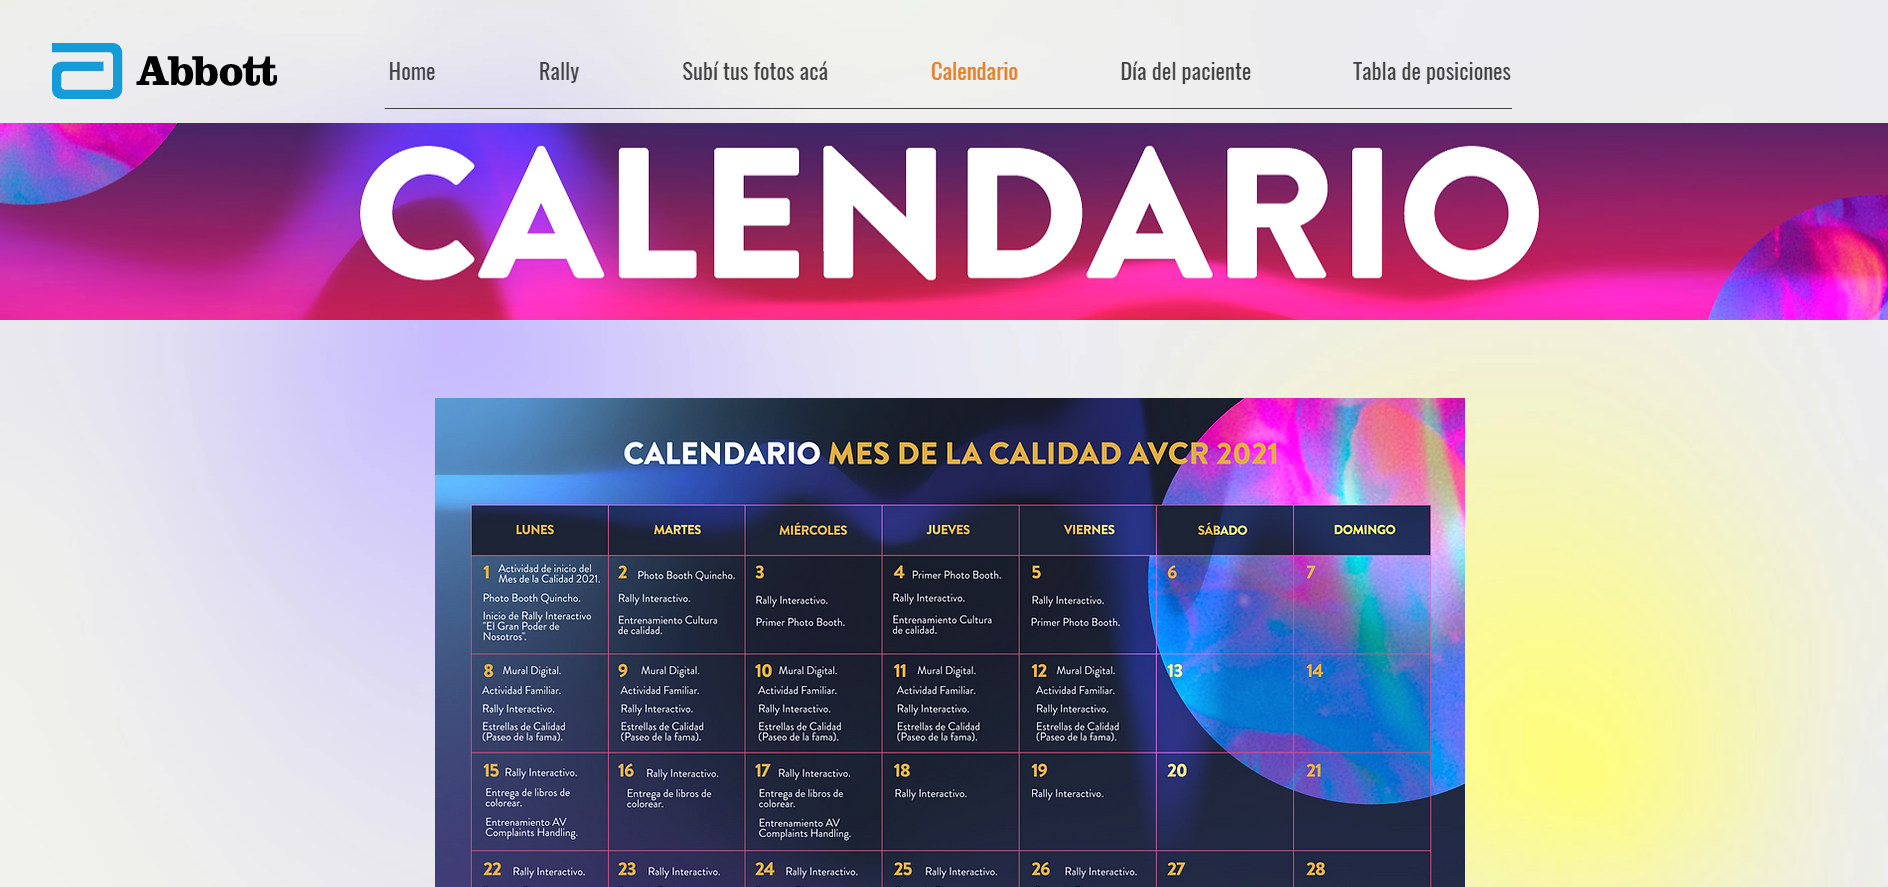 Abbott
Home
Rally
Subí tus fotos acá
Calendario
Día del paciente
Tabla de posiciones
CALENDARIO
CALENDARIO MES DE LA CALIDAD AVCR 2021
LUNES
MARTES
MIÉRCOLES
JUEVES
VIERNES
SÁBADO
DOMINGO
1 Actividad de inicio del
Mes de la Calidad 2021.
Photo Booth Quincho.
Inicio de Rally Interactivo
"El Gran Poder de
Nosotros".
2 Photo Booth Quincho.
Rally Interactivo.
Entrenamiento Cultura
de calidad.
3
Rally Interactivo.
Primer Photo Booth.
4 Primer Photo Booth.
Rally Interactivo.
Entrenamiento Cultura
de calidad.
5
Rally Interactivo.
Primer Photo Booth.
6
7
8 Mural Digital.
Actividad Familiar.
Rally Interactivo.
Estrellas de Calidad
(Paseo de la fama).
9 Mural Digital.
Actividad Familiar.
Rally Interactivo.
Estrellas de Calidad
(Paseo de la fama).
10 Mural Digital.
Actividad Familiar.
Rally Interactivo.
Estrellas de Calidad
(Paseo de la fama).
11 Mural Digital.
Actividad Familiar.
Rally Interactivo.
Estrellas de Calidad
(Paseo de la fama).
12 Mural Digital.
Actividad Familiar.
Rally Interactivo.
Estrellas de Calidad
(Paseo de la fama).
13
14
15 Rally Interactivo.
Entrega de libros de
colorear.
Entrenamiento AV
Complaints Handling.
16 Rally Interactivo.
Entrega de libros de
colorear.
17 Rally Interactivo.
Entrega de libros de
colorear.
Entrenamiento AV
Complaints Handling.
18
Rally Interactivo.
19
Rally Interactivo.
20
21
22 Rally Interactivo.
23 Rally Interactivo.
24 Rally Interactivo.
25 Rally Interactivo.
26 Rally Interactivo.
27
28